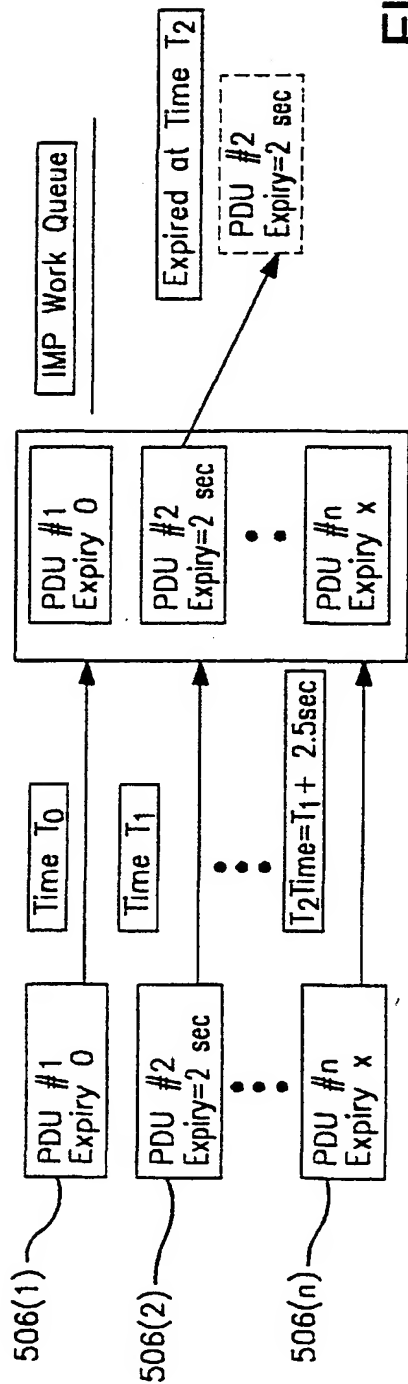 506(1)
PDU #1
Expiry 0
Time T0
PDU #1
Expiry 0
IMP Work Queue
506(2)
PDU #2
Expiry=2 sec
Time T1
PDU #2
Expiry=2 sec
Expired at Time T2
PDU #2
Expiry=2 sec
T2Time=T1+ 2.5sec
506(n)
PDU #n
Expiry x
PDU #n
Expiry x